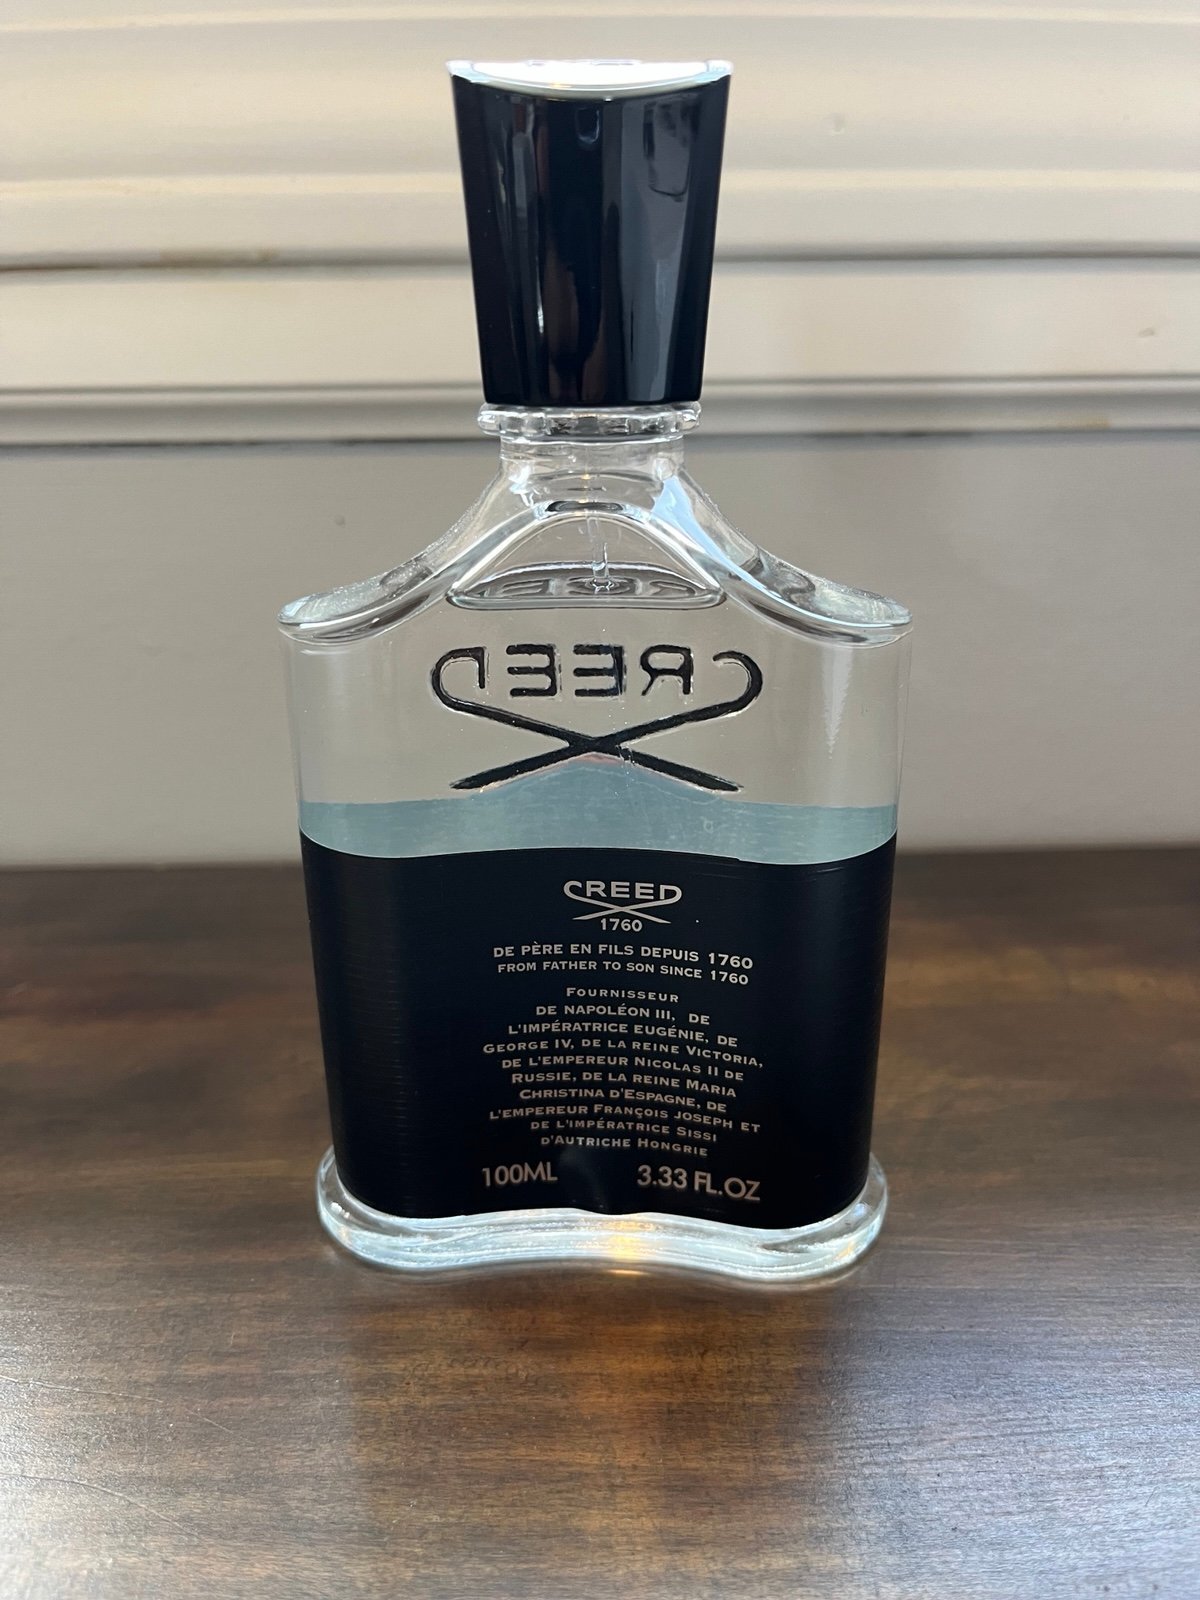 CREED
CREED
1760
DE PÈRE EN FILS DEPUIS 1760
FROM FATHER TO SON SINCE 1760
FOURNISSEUR
DE NAPOLÉON III, DE
L'IMPÉRATRICE EUGÉNIE, DE
GEORGE IV, DE LA REINE VICTORIA,
DE L'EMPEREUR NICOLAS II DE
RUSSIE, DE LA REINE MARIA
CHRISTINA D'ESPAGNE, DE
L'EMPEREUR FRANÇOIS JOSEPH ET
DE L'IMPÉRATRICE SISSI
D'AUTRICHE HONGRIE
100ML 3.33 FL.OZ